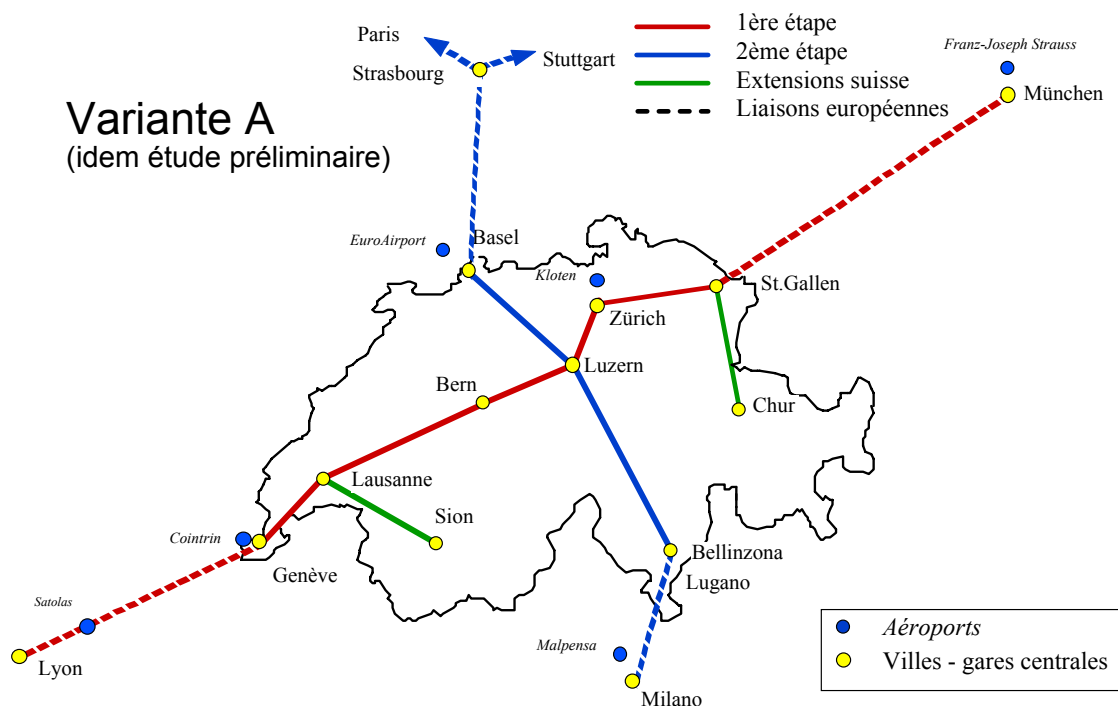 Paris
Strasbourg
Stuttgart
1ère étape
2ème étape
Extensions suisse
Liaisons européennes
Franz-Joseph Strauss
München
Variante A
(idem étude préliminaire)
EuroAirport
Basel
Kloten
Zürich
St.Gallen
Luzern
Bern
Chur
Lausanne
Sion
Cointrin
Genève
Bellinzona
Lugano
Satolas
Lyon
Malpensa
Milano
Aéroports
Villes - gares centrales